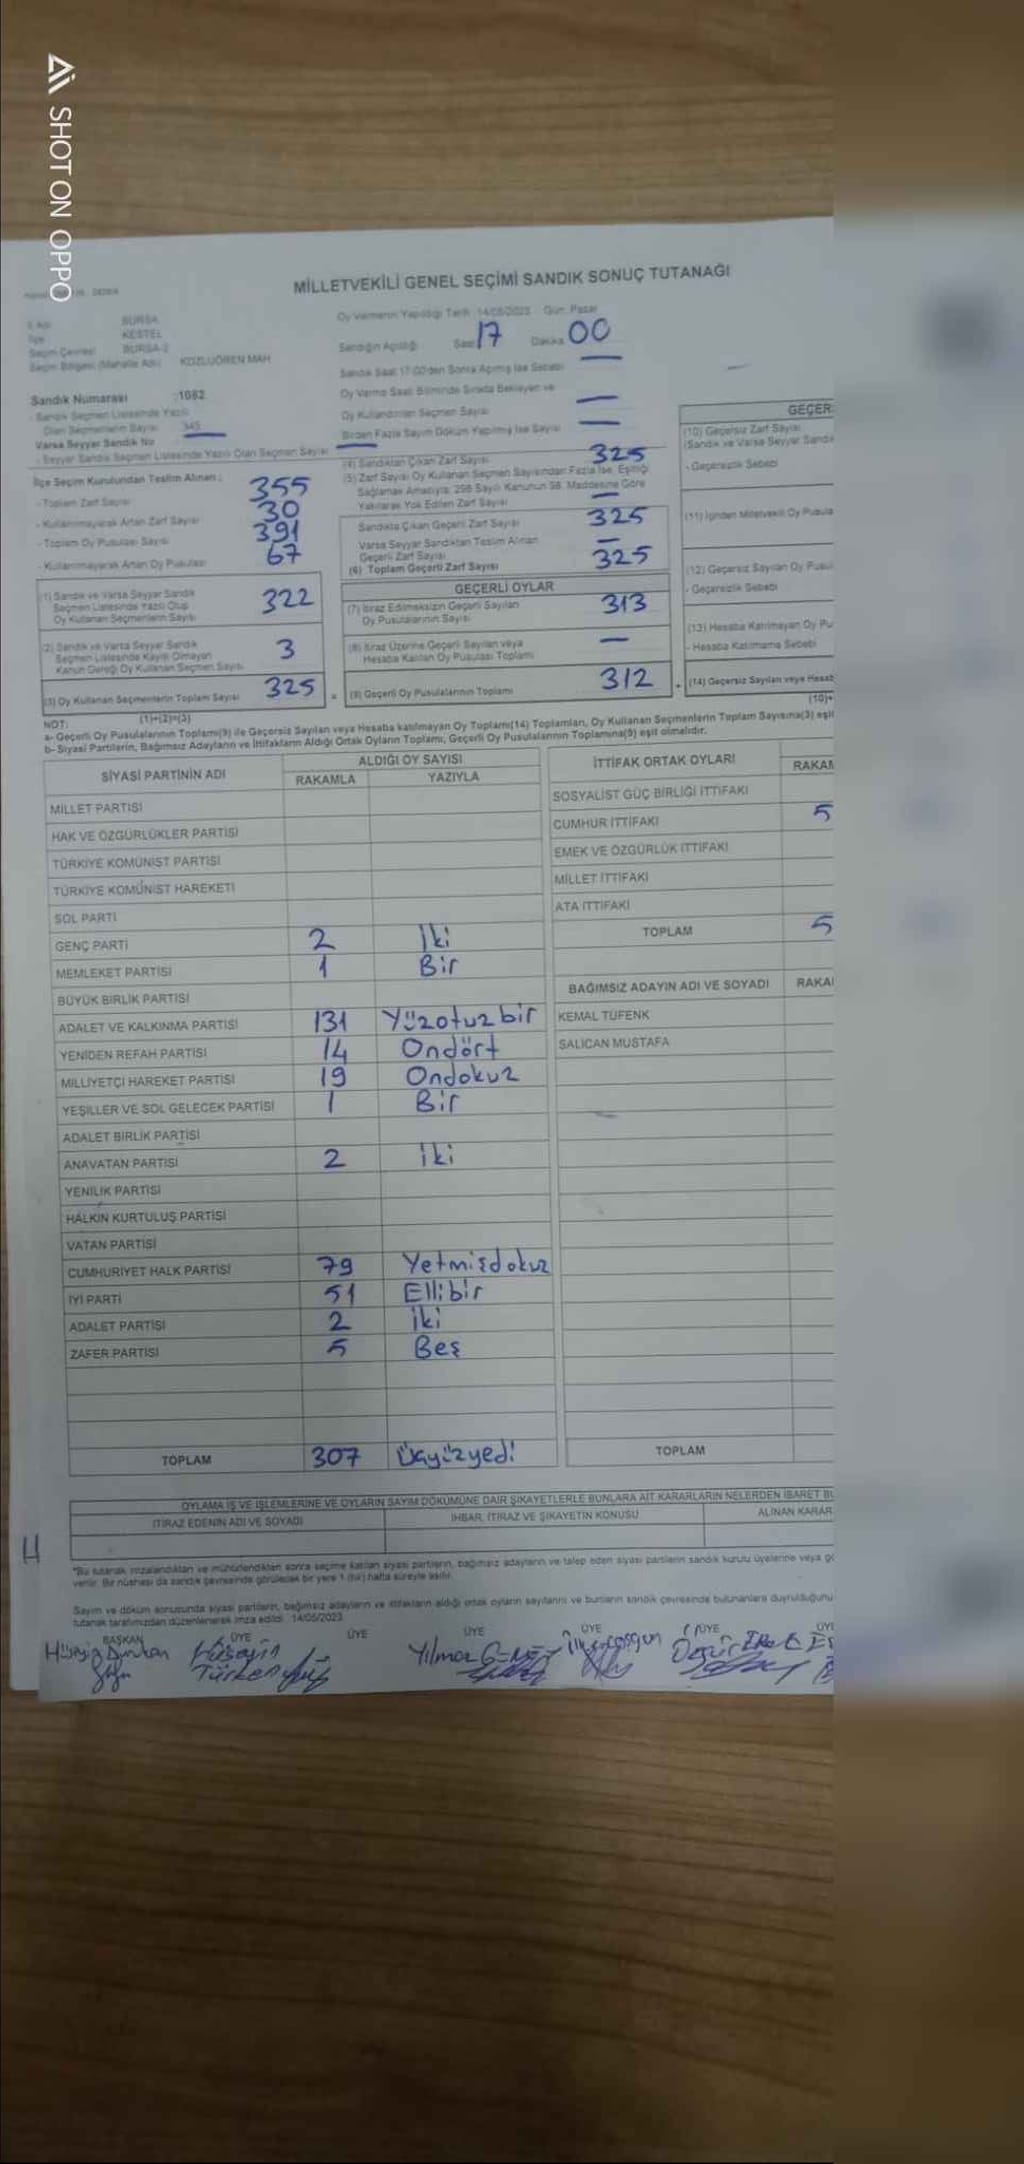 SHOT ON OPPO
MİLLETVEKİLİ GENEL SEÇİMİ SANDIK SONUÇ TUTANAĞI
İl Adı BURSA
İlçe KESTEL
Seçim Çevresi BURSA-2
Seçim Bölgesi (Mahalle Adı) KOZLUÖREN MAH
Oy Vermenin Yapıldığı Tarih 14/05/2023 Gün: Pazar
Sandığın Açıldığı Saat 17 Dakika 00
Sandık Saat 17:00'den Sonra Açılmış İse Sebebi —
Oy Verme Saati Bitiminde Sırada Bekleyen ve
Oy Kullandırılan Seçmen Sayısı —
Birden Fazla Sayım Döküm Yapılmış İse Sayısı —
Sandık Numarası :1082
- Sandık Seçmen Listesinde Yazılı
Olan Seçmenlerin Sayısı 345
Varsa Seyyar Sandık No
- Seyyar Sandık Seçmen Listesinde Yazılı Olan Seçmen Sayısı —
İlçe Seçim Kurulundan Teslim Alınan :
- Toplam Zarf Sayısı 355
- Kullanılmayarak Artan Zarf Sayısı 30
- Toplam Oy Pusulası Sayısı 391
- Kullanılmayarak Artan Oy Pusulası 67
(1) Sandık ve Varsa Seyyar Sandık
Seçmen Listesinde Yazılı Olup
Oy Kullanan Seçmenlerin Sayısı 322
(2) Sandık ve Varsa Seyyar Sandık
Seçmen Listesinde Kaydı Olmayan
Kanun Gereği Oy Kullanan Seçmen Sayısı 3
(3) Oy Kullanan Seçmenlerin Toplam Sayısı 325
(1)+(2)=(3)
(4) Sandıktan Çıkan Zarf Sayısı 325
(5) Zarf Sayısı Oy Kullanan Seçmen Sayısından Fazla İse, Eşitliği
Sağlamak Amacıyla, 298 Sayılı Kanunun 98. Maddesine Göre
Yakılarak Yok Edilen Zarf Sayısı —
Sandıkta Çıkan Geçerli Zarf Sayısı 325
Varsa Seyyar Sandıktan Teslim Alınan
Geçerli Zarf Sayısı —
(6) Toplam Geçerli Zarf Sayısı 325
GEÇERLİ OYLAR
(7) İtiraz Edilmeksizin Geçerli Sayılan
Oy Pusulalarının Sayısı 313
(8) İtiraz Üzerine Geçerli Sayılan veya
Hesaba Katılan Oy Pusulası Toplamı —
(9) Geçerli Oy Pusulalarının Toplamı 312
GEÇER
(10) Geçersiz Zarf Sayısı
(Sandık ve Varsa Seyyar Sandı
- Geçersizlik Sebebi
(11) İçinden Milletvekili Oy Pusula
(12) Geçersiz Sayılan Oy Pusu
- Geçersizlik Sebebi
(13) Hesaba Katılmayan Oy Pu
- Hesaba Katılmama Sebebi
(14) Geçersiz Sayılan veya Hesab
(10)+
NOT:
a- Geçerli Oy Pusulalarının Toplamı(9) ile Geçersiz Sayılan veya Hesaba katılmayan Oy Toplamı(14) Toplamları, Oy Kullanan Seçmenlerin Toplam Sayısına(3) eşit
b- Siyasi Partilerin, Bağımsız Adayların ve İttifakların Aldığı Ortak Oyların Toplamı, Geçerli Oy Pusulalarının Toplamına(9) eşit olmalıdır.
SİYASİ PARTİNİN ADI ALDIĞI OY SAYISI
RAKAMLA YAZIYLA
MİLLET PARTİSİ
HAK VE ÖZGÜRLÜKLER PARTİSİ
TÜRKİYE KOMÜNİST PARTİSİ
TÜRKİYE KOMÜNİST HAREKETİ
SOL PARTİ
GENÇ PARTİ 2 İki
MEMLEKET PARTİSİ 1 Bir
BÜYÜK BİRLİK PARTİSİ
ADALET VE KALKINMA PARTİSİ 131 Yüzotuzbir
YENİDEN REFAH PARTİSİ 14 Ondört
MİLLİYETÇİ HAREKET PARTİSİ 19 Ondokuz
YEŞİLLER VE SOL GELECEK PARTİSİ 1 Bir
ADALET BİRLİK PARTİSİ
ANAVATAN PARTİSİ 2 İki
YENİLİK PARTİSİ
HALKIN KURTULUŞ PARTİSİ
VATAN PARTİSİ
CUMHURİYET HALK PARTİSİ 79 Yetmişdokuz
İYİ PARTİ 51 Ellibir
ADALET PARTİSİ 2 iki
ZAFER PARTİSİ 5 Beş
TOPLAM 307 Üçyüzyedi
İTTİFAK ORTAK OYLARI RAKAM
SOSYALİST GÜÇ BİRLİĞİ İTTİFAKI
CUMHUR İTTİFAKI 5
EMEK VE ÖZGÜRLÜK İTTİFAKI
MİLLET İTTİFAKI
ATA İTTİFAKI
TOPLAM 5
BAĞIMSIZ ADAYIN ADI VE SOYADI RAKAM
KEMAL TÜFENK
SALİCAN MUSTAFA
TOPLAM
OYLAMA İŞ VE İŞLEMLERİNE VE OYLARIN SAYIM DÖKÜMÜNE DAİR ŞİKAYETLERLE BUNLARA AİT KARARLARIN NELERDEN İBARET BU
İTİRAZ EDENİN ADI VE SOYADI İHBAR, İTİRAZ VE ŞİKAYETİN KONUSU ALINAN KARAR
*Bu tutanak imzalandıktan ve mühürlendikten sonra seçime katılan siyasi partilerin, bağımsız adayların ve talep eden siyasi partilerin sandık kurulu üyelerine veya gö
verilir. Bir nüshası da sandık çevresinde görülecek bir yere 1 (bir) hafta süreyle asılır.
Sayım ve döküm sonucunda siyasi partilerin, bağımsız adayların ve ittifakların aldığı ortak oyların sayılarını ve bunların sandık çevresinde bulunanlara duyrulduğunu
tutanak tarafımızdan düzenlenerek imza edildi. 14/05/2023
BAŞKAN ÜYE ÜYE ÜYE ÜYE ÜYE ÜY
Hüseyin Türken Yılmaz